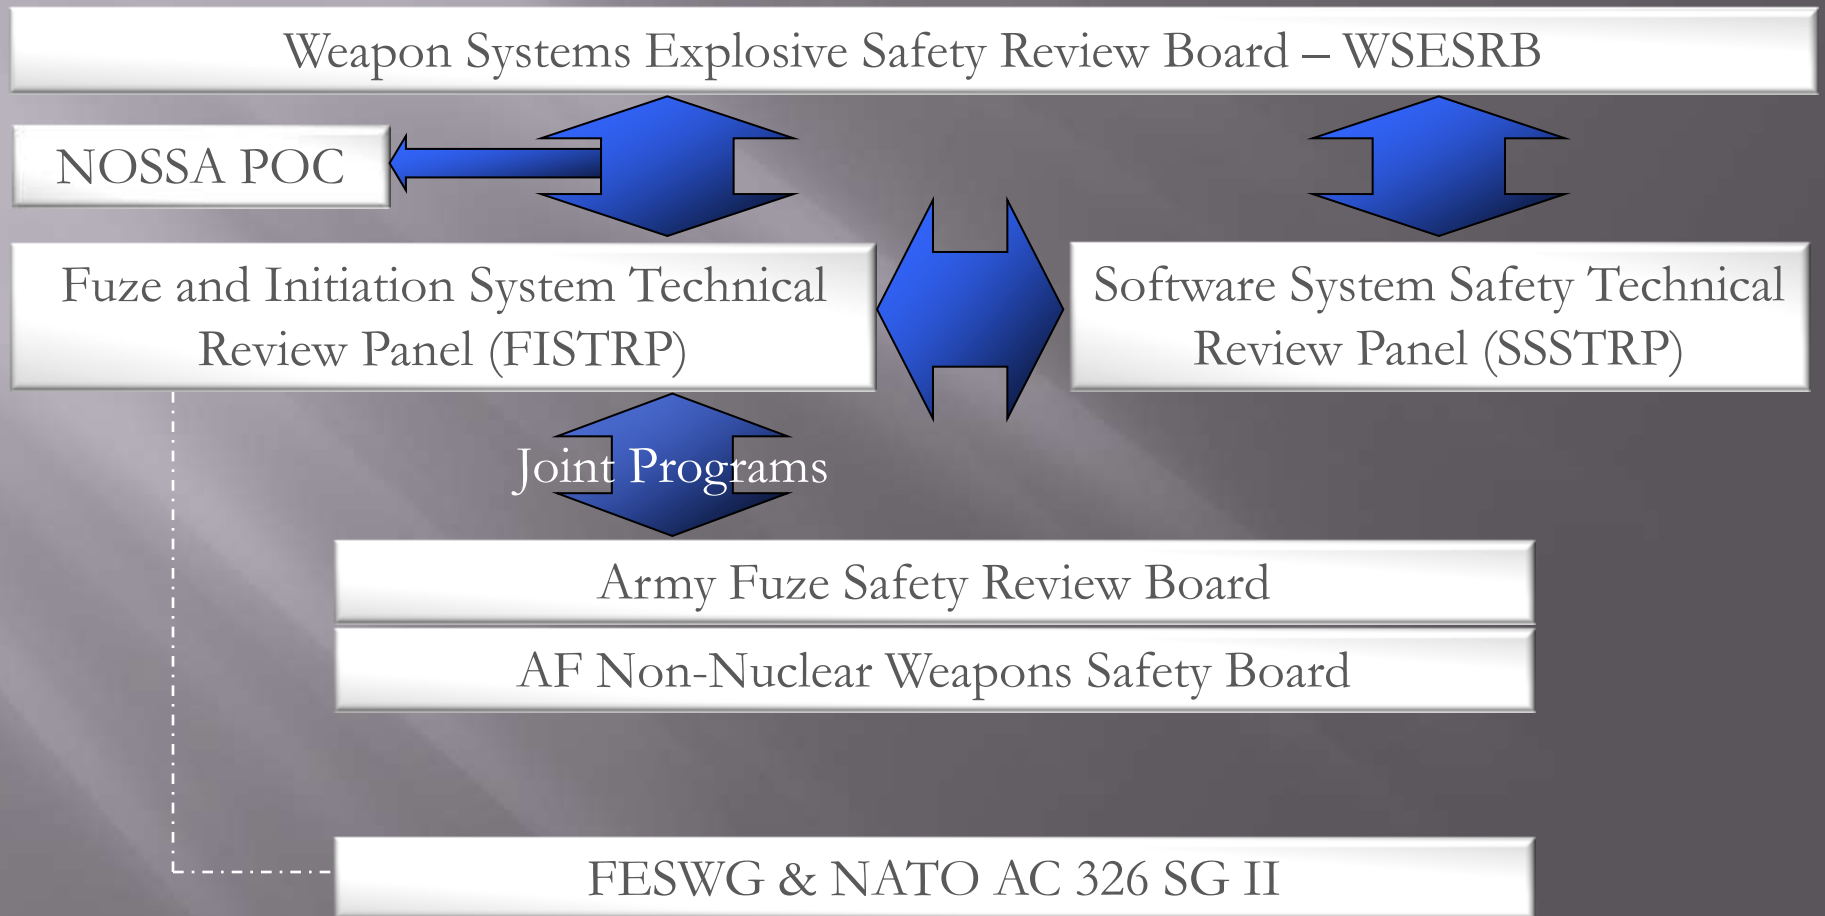 Weapon Systems Explosive Safety Review Board – WSESRB
NOSSA POC
Fuze and Initiation System Technical
Review Panel (FISTRP)
Software System Safety Technical
Review Panel (SSSTRP)
Joint Programs
Army Fuze Safety Review Board
AF Non-Nuclear Weapons Safety Board
FESWG & NATO AC 326 SG II